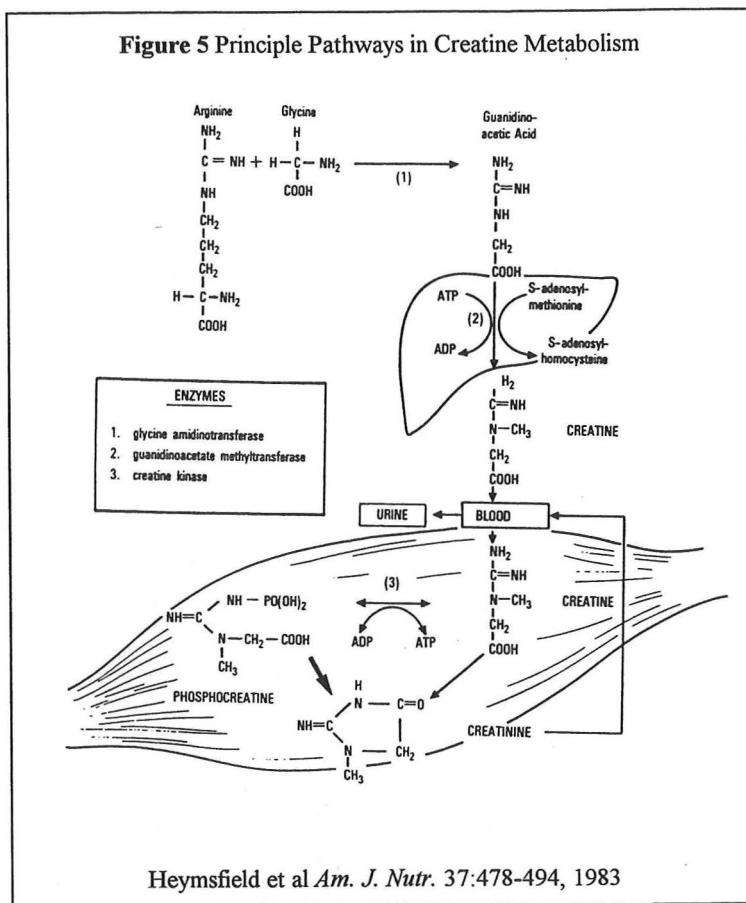 Figure 5 Principle Pathways in Creatine Metabolism
Arginine
NH2
C = NH
NH
CH2
CH2
CH2
H – C – NH2
COOH
+
Glycine
H
H – C – NH2
COOH
(1)
Guanidino-
acetic Acid
NH2
C=NH
NH
CH2
COOH
ATP
(2)
ADP
S-adenosyl-
methionine
S-adenosyl-
homocysteine
H2
C=NH
N–CH3
CH2
COOH
CREATINE
ENZYMES
1. glycine amidinotransferase
2. guanidinoacetate methyltransferase
3. creatine kinase
URINE
BLOOD
NH2
C=NH
N–CH3
CH2
COOH
CREATINE
(3)
ADP
ATP
NH – PO(OH)2
NH=C
N–CH2 – COOH
CH3
PHOSPHOCREATINE
H
N
C=O
NH=C
N
CH2
CH3
CREATININE
Heymsfield et al Am. J. Nutr. 37:478-494, 1983